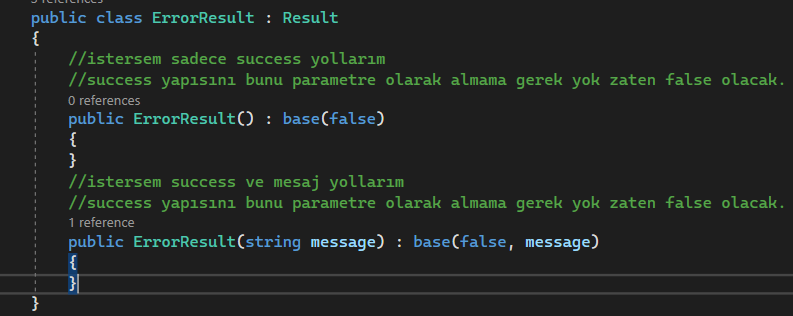 5 references
public class ErrorResult : Result
{
//istersem sadece success yollarım
//success yapısını bunu parametre olarak almama gerek yok zaten false olacak.
0 references
public ErrorResult() : base(false)
{
}
//istersem success ve mesaj yollarım
//success yapısını bunu parametre olarak almama gerek yok zaten false olacak.
1 reference
public ErrorResult(string message) : base(false, message)
{
}
}